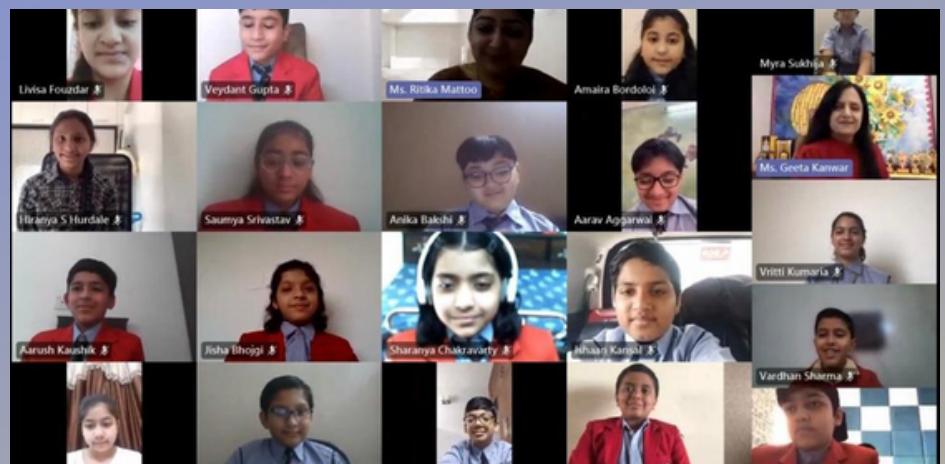 Livisa Fouzdar
Veydant Gupta
Ms. Ritika Mattoo
Amaira Bordoloi
Myra Sukhija
Hiranya S Hurdale
Saumya Srivastav
Anika Bakshi
Aarav Aggarwal
Ms. Geeta Kanwar
Aarush Kaushik
Jisha Bhojgi
Sharanya Chakravarty
Ishaan Kansal
Vritti Kumaria
Vardhan Sharma